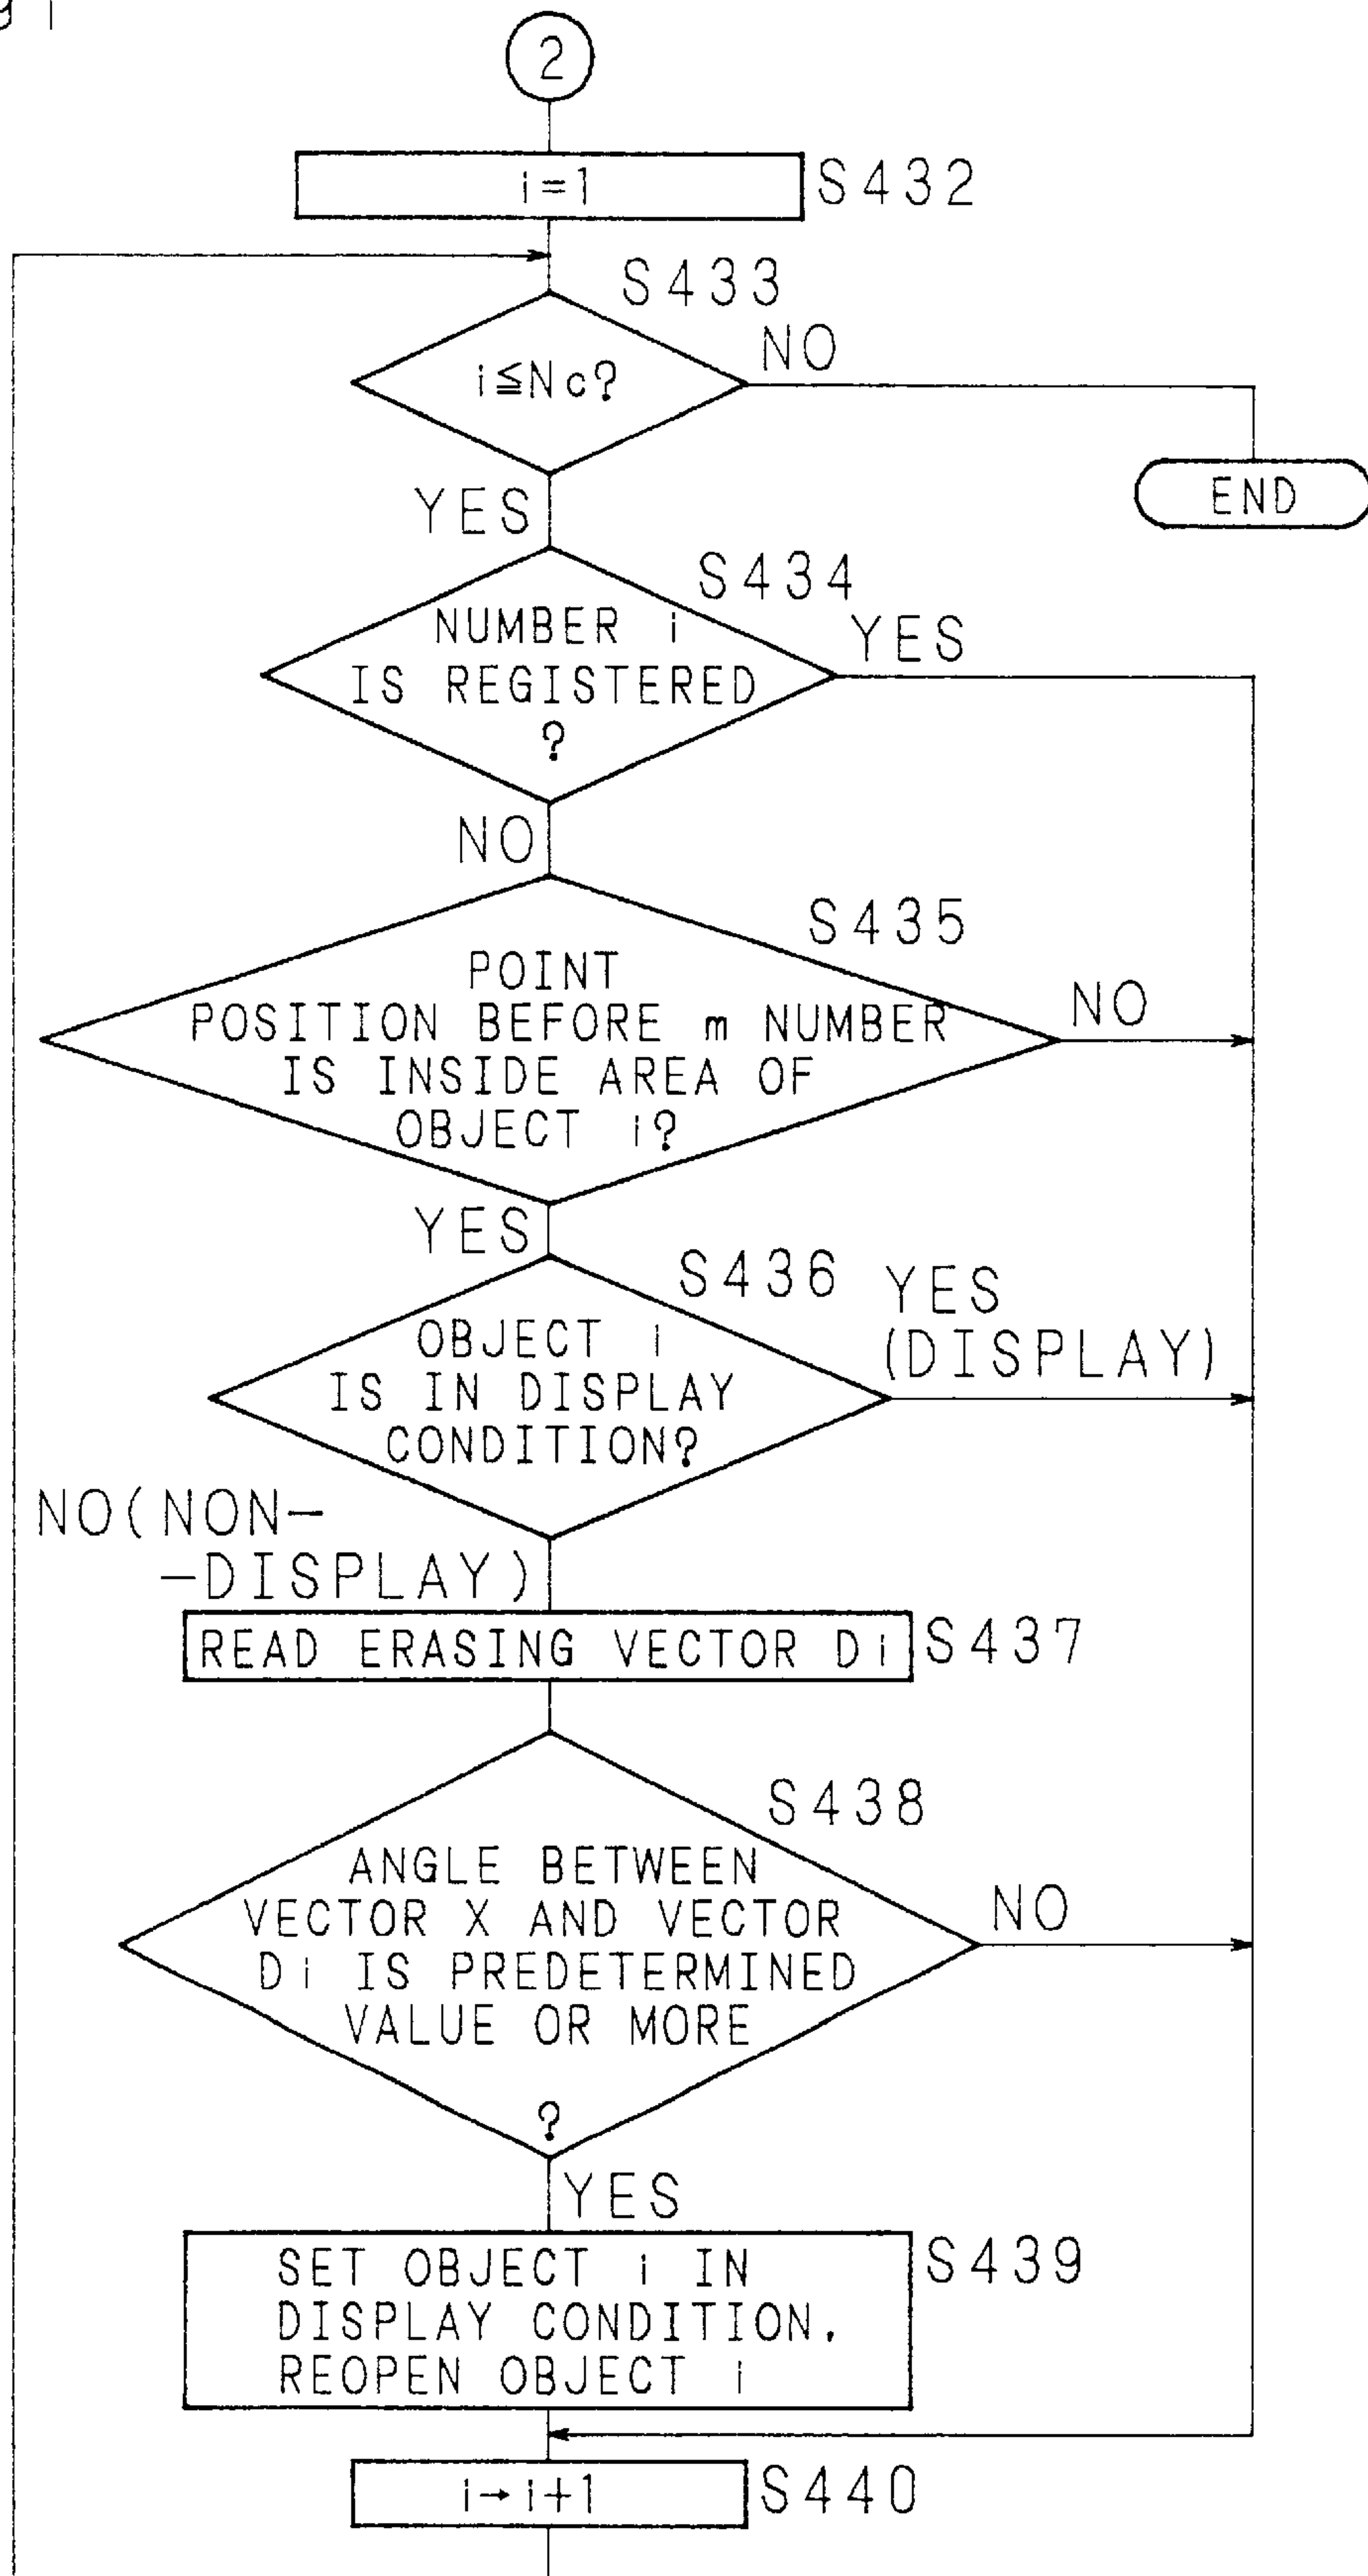 2
i=1 S432
S433
i≦Nc? NO
END
YES
S434
NUMBER i YES
IS REGISTERED
?
NO
S435
POINT
POSITION BEFORE m NUMBER NO
IS INSIDE AREA OF
OBJECT i?
YES
S436 YES
OBJECT i (DISPLAY)
IS IN DISPLAY
CONDITION?
NO(NON-
-DISPLAY)
READ ERASING VECTOR Di S437
S438
ANGLE BETWEEN
VECTOR X AND VECTOR NO
Di IS PREDETERMINED
VALUE OR MORE
?
YES
SET OBJECT i IN S439
DISPLAY CONDITION.
REOPEN OBJECT i
i→i+1 S440